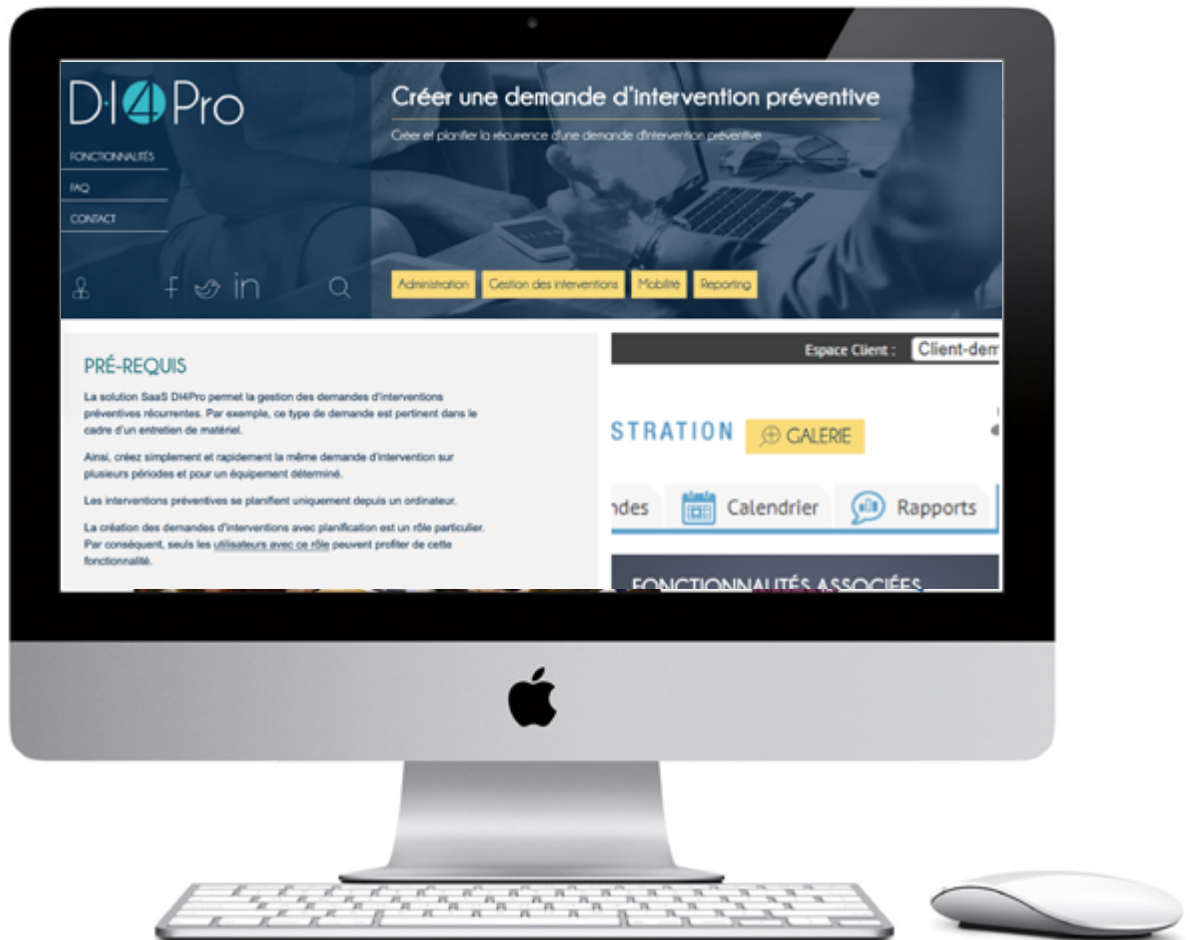 D·I4Pro
FONCTIONNALITÉS
FAQ
CONTACT
f in
Créer une demande d'intervention préventive
Créer et planifier la récurrence d'une demande d'intervention préventive
Administration
Gestion des interventions
Mobilité
Reporting
PRÉ-REQUIS
La solution SaaS DI4Pro permet la gestion des demandes d'interventions
préventives récurrentes. Par exemple, ce type de demande est pertinent dans le
cadre d'un entretien de matériel.
Ainsi, créez simplement et rapidement la même demande d'intervention sur
plusieurs périodes et pour un équipement déterminé.
Les interventions préventives se planifient uniquement depuis un ordinateur.
La création des demandes d'interventions avec planification est un rôle particulier.
Par conséquent, seuls les utilisateurs avec ce rôle peuvent profiter de cette
fonctionnalité.
Espace Client : Client-dem
STRATION GALERIE
ndes Calendrier Rapports
FONCTIONNALITÉS ASSOCIÉES